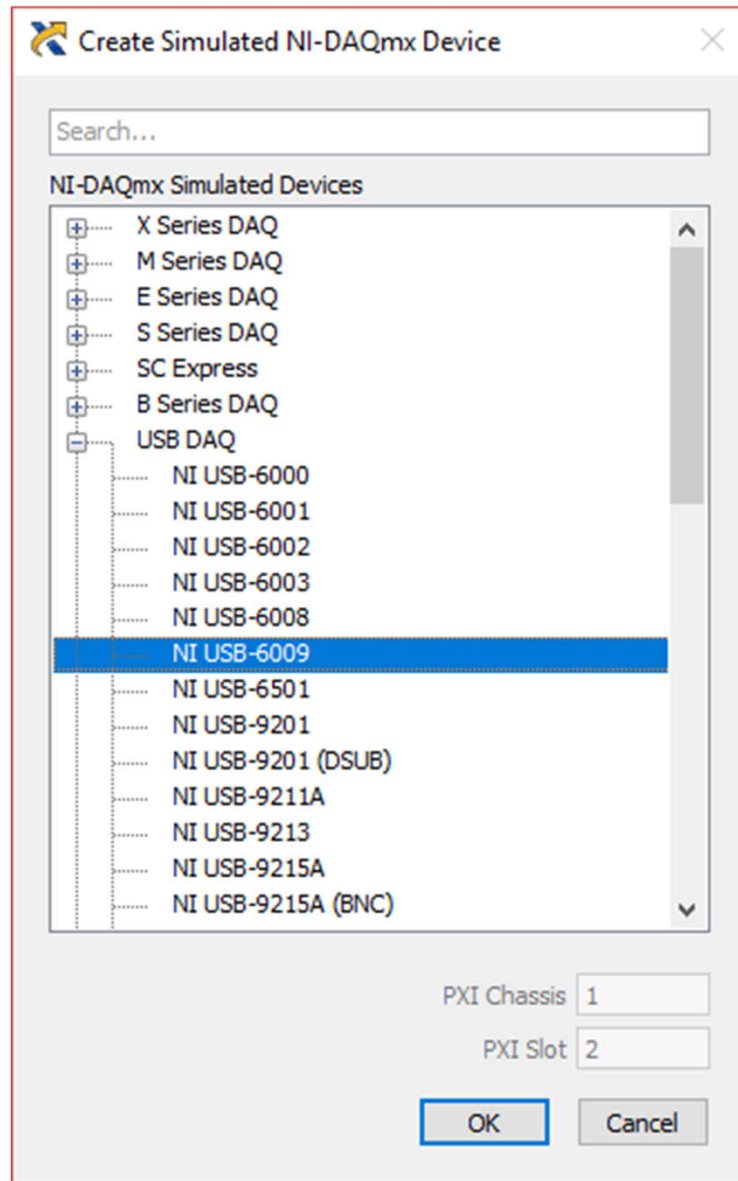 Create Simulated NI-DAQmx Device
Search...
NI-DAQmx Simulated Devices
X Series DAQ
M Series DAQ
E Series DAQ
S Series DAQ
SC Express
B Series DAQ
USB DAQ
NI USB-6000
NI USB-6001
NI USB-6002
NI USB-6003
NI USB-6008
NI USB-6009
NI USB-6501
NI USB-9201
NI USB-9201 (DSUB)
NI USB-9211A
NI USB-9213
NI USB-9215A
NI USB-9215A (BNC)
PXI Chassis 1
PXI Slot 2
OK Cancel